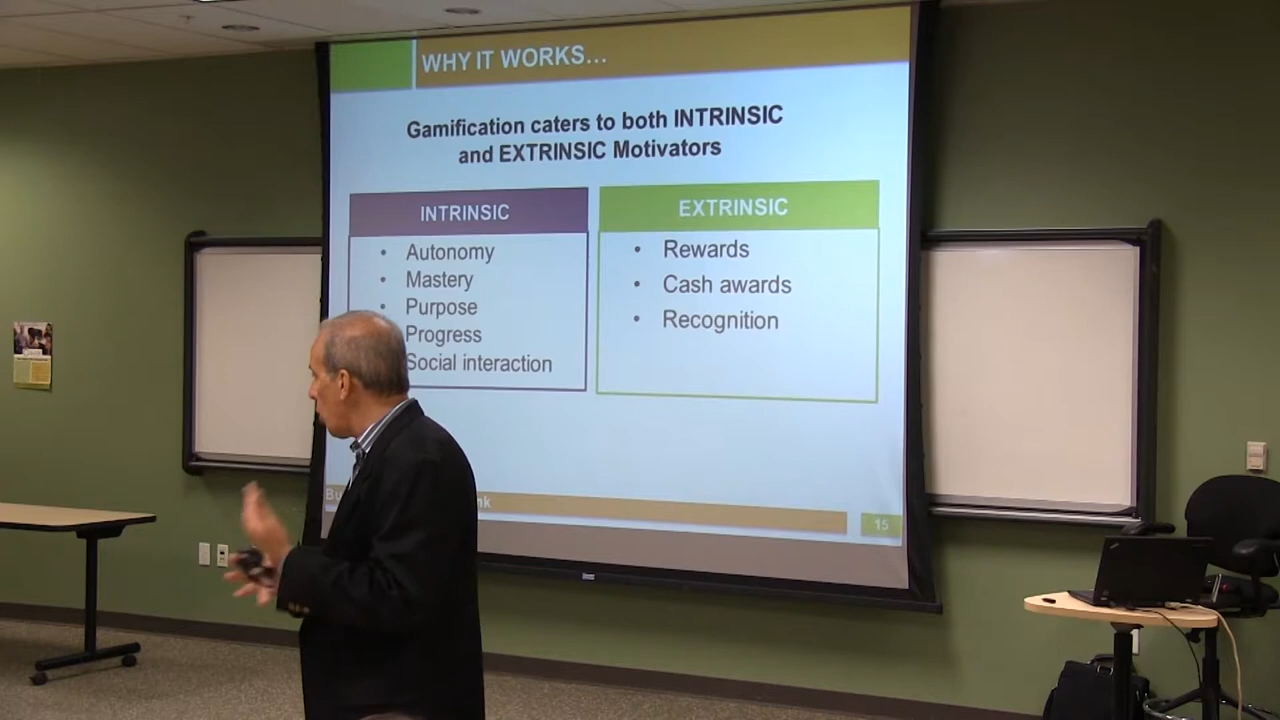 WHY IT WORKS...
Gamification caters to both INTRINSIC
and EXTRINSIC Motivators
INTRINSIC
• Autonomy
• Mastery
• Purpose
Progress
Social interaction
EXTRINSIC
• Rewards
• Cash awards
• Recognition
15